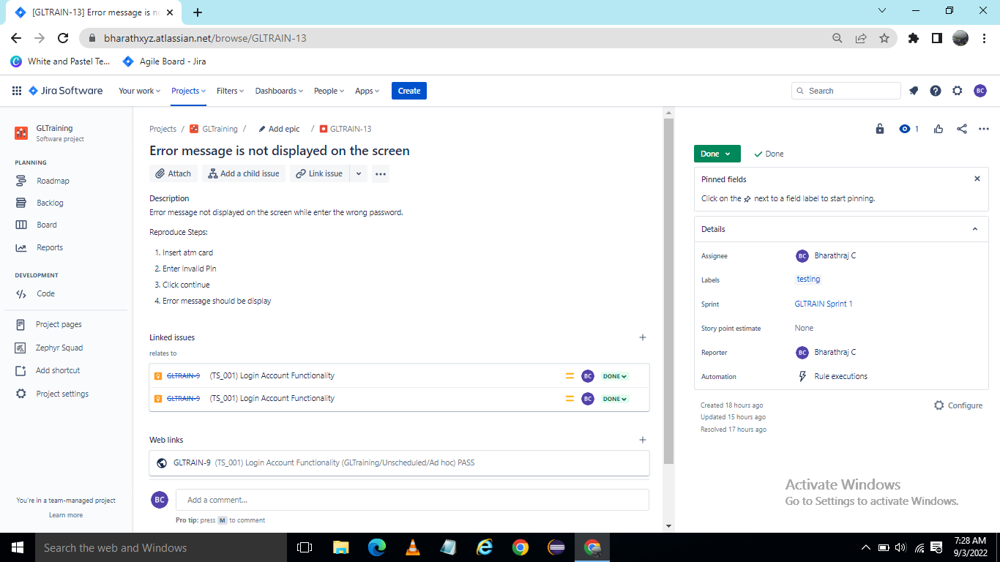 [GLTRAIN-13] Error message is no
bharathxyz.atlassian.net/browse/GLTRAIN-13
White and Pastel Te... Agile Board - Jira
Jira Software Your work Projects Filters Dashboards People Apps Create Search BC
GLTraining
Software project
PLANNING
Roadmap
Backlog
Board
Reports
DEVELOPMENT
Code
Project pages
Zephyr Squad
Add shortcut
Project settings
You're in a team-managed project
Learn more
Projects / GLTraining / Add epic / GLTRAIN-13
Error message is not displayed on the screen
Attach Add a child issue Link issue
Description
Error message not displayed on the screen while enter the wrong password.
Reproduce Steps:
1. Insert atm card
2. Enter invalid Pin
3. Click continue
4. Error message should be display
Linked issues
relates to
GLTRAIN-9 (TS_001) Login Account Functionality BC DONE
GLTRAIN-9 (TS_001) Login Account Functionality BC DONE
Web links
GLTRAIN-9 (TS_001) Login Account Functionality (GLTraining/Unscheduled/Ad hoc) PASS
BC Add a comment...
Pro tip: press M to comment
1
Done Done
Pinned fields
Click on the next to a field label to start pinning.
Details
Assignee BC Bharathraj C
Labels testing
Sprint GLTRAIN Sprint 1
Story point estimate None
Reporter BC Bharathraj C
Automation Rule executions
Created 18 hours ago Configure
Updated 15 hours ago
Resolved 17 hours ago
Activate Windows
Go to Settings to activate Windows.
Search the web and Windows
7:28 AM
9/3/2022